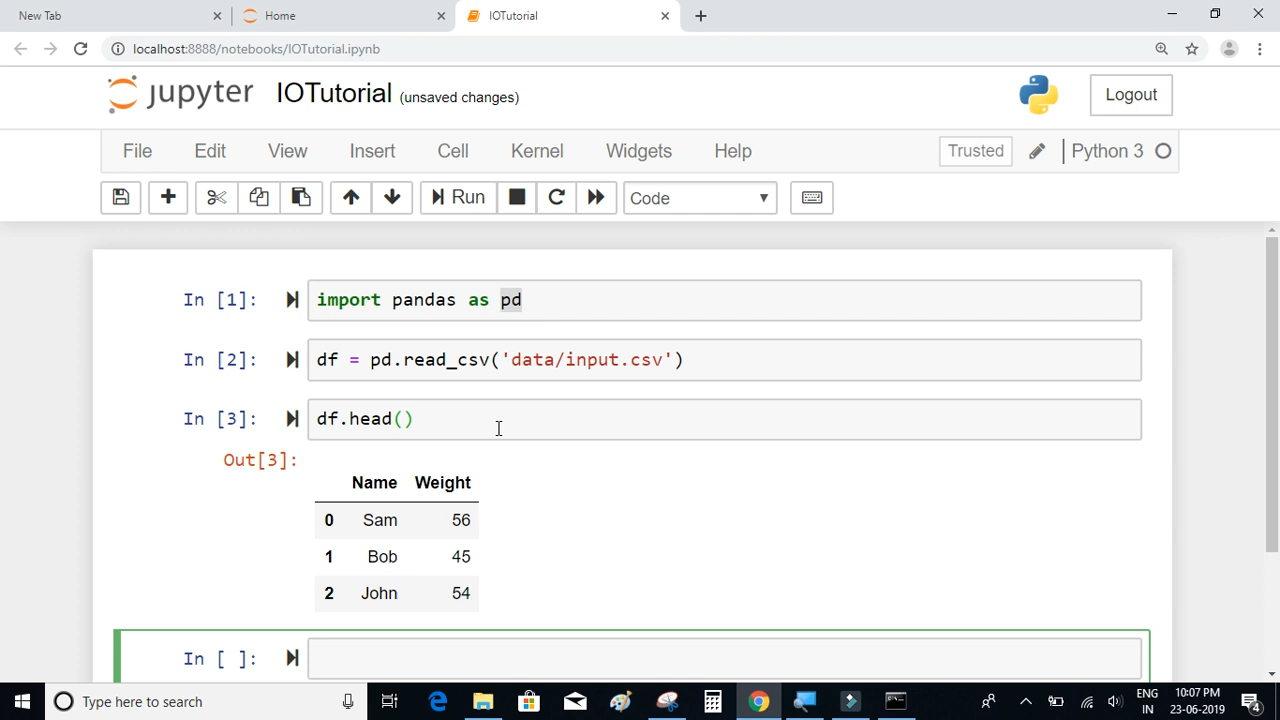 New Tab
Home
IOTutorial
localhost:8888/notebooks/IOTutorial.ipynb
jupyter IOTutorial (unsaved changes)
Logout
File Edit View Insert Cell Kernel Widgets Help
Trusted
Python 3
Run
Code
In [1]: import pandas as pd
In [2]: df = pd.read_csv('data/input.csv')
In [3]: df.head()
Out[3]:
Name Weight
0 Sam 56
1 Bob 45
2 John 54
In [ ]:
Type here to search
ENG
IN
10:07 PM
23-06-2019
4